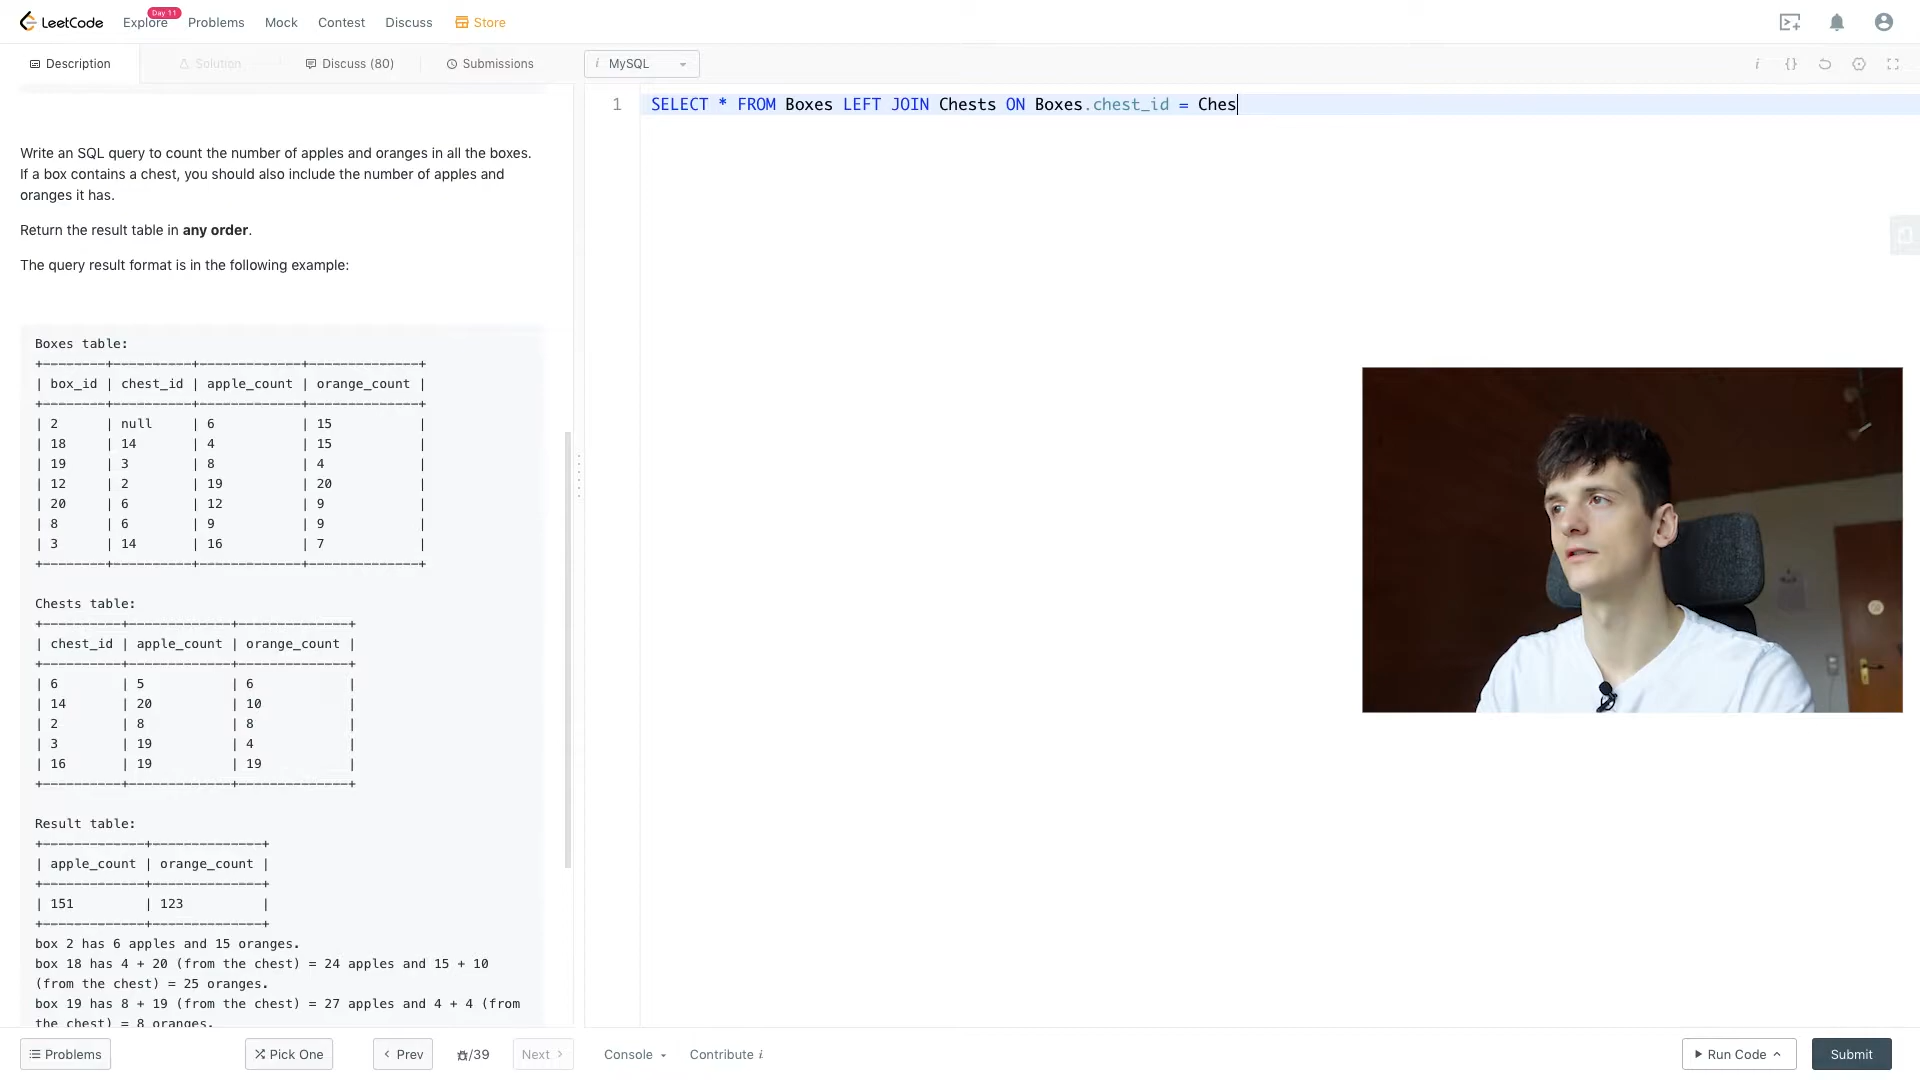 LeetCode
Explore
Day 11
Problems
Mock
Contest
Discuss
Store
Description
Solution
Discuss (80)
Submissions
i MySQL
i
{}
1 SELECT * FROM Boxes LEFT JOIN Chests ON Boxes.chest_id = Ches
Write an SQL query to count the number of apples and oranges in all the boxes.
If a box contains a chest, you should also include the number of apples and
oranges it has.
Return the result table in any order.
The query result format is in the following example:
Boxes table:
+--------+----------+-------------+--------------+
| box_id | chest_id | apple_count | orange_count |
+--------+----------+-------------+--------------+
| 2      | null     | 6           | 15           |
| 18     | 14       | 4           | 15           |
| 19     | 3        | 8           | 4            |
| 12     | 2        | 19          | 20           |
| 20     | 6        | 12          | 9            |
| 8      | 6        | 9           | 9            |
| 3      | 14       | 16          | 7            |
+--------+----------+-------------+--------------+
Chests table:
+----------+-------------+--------------+
| chest_id | apple_count | orange_count |
+----------+-------------+--------------+
| 6        | 5           | 6            |
| 14       | 20          | 10           |
| 2        | 8           | 8            |
| 3        | 19          | 4            |
| 16       | 19          | 19           |
+----------+-------------+--------------+
Result table:
+-------------+--------------+
| apple_count | orange_count |
+-------------+--------------+
| 151         | 123          |
+-------------+--------------+
box 2 has 6 apples and 15 oranges.
box 18 has 4 + 20 (from the chest) = 24 apples and 15 + 10
(from the chest) = 25 oranges.
box 19 has 8 + 19 (from the chest) = 27 apples and 4 + 4 (from
the chest) = 8 oranges.
Problems
Pick One
Prev
/39
Next
Console
Contribute i
Run Code
Submit